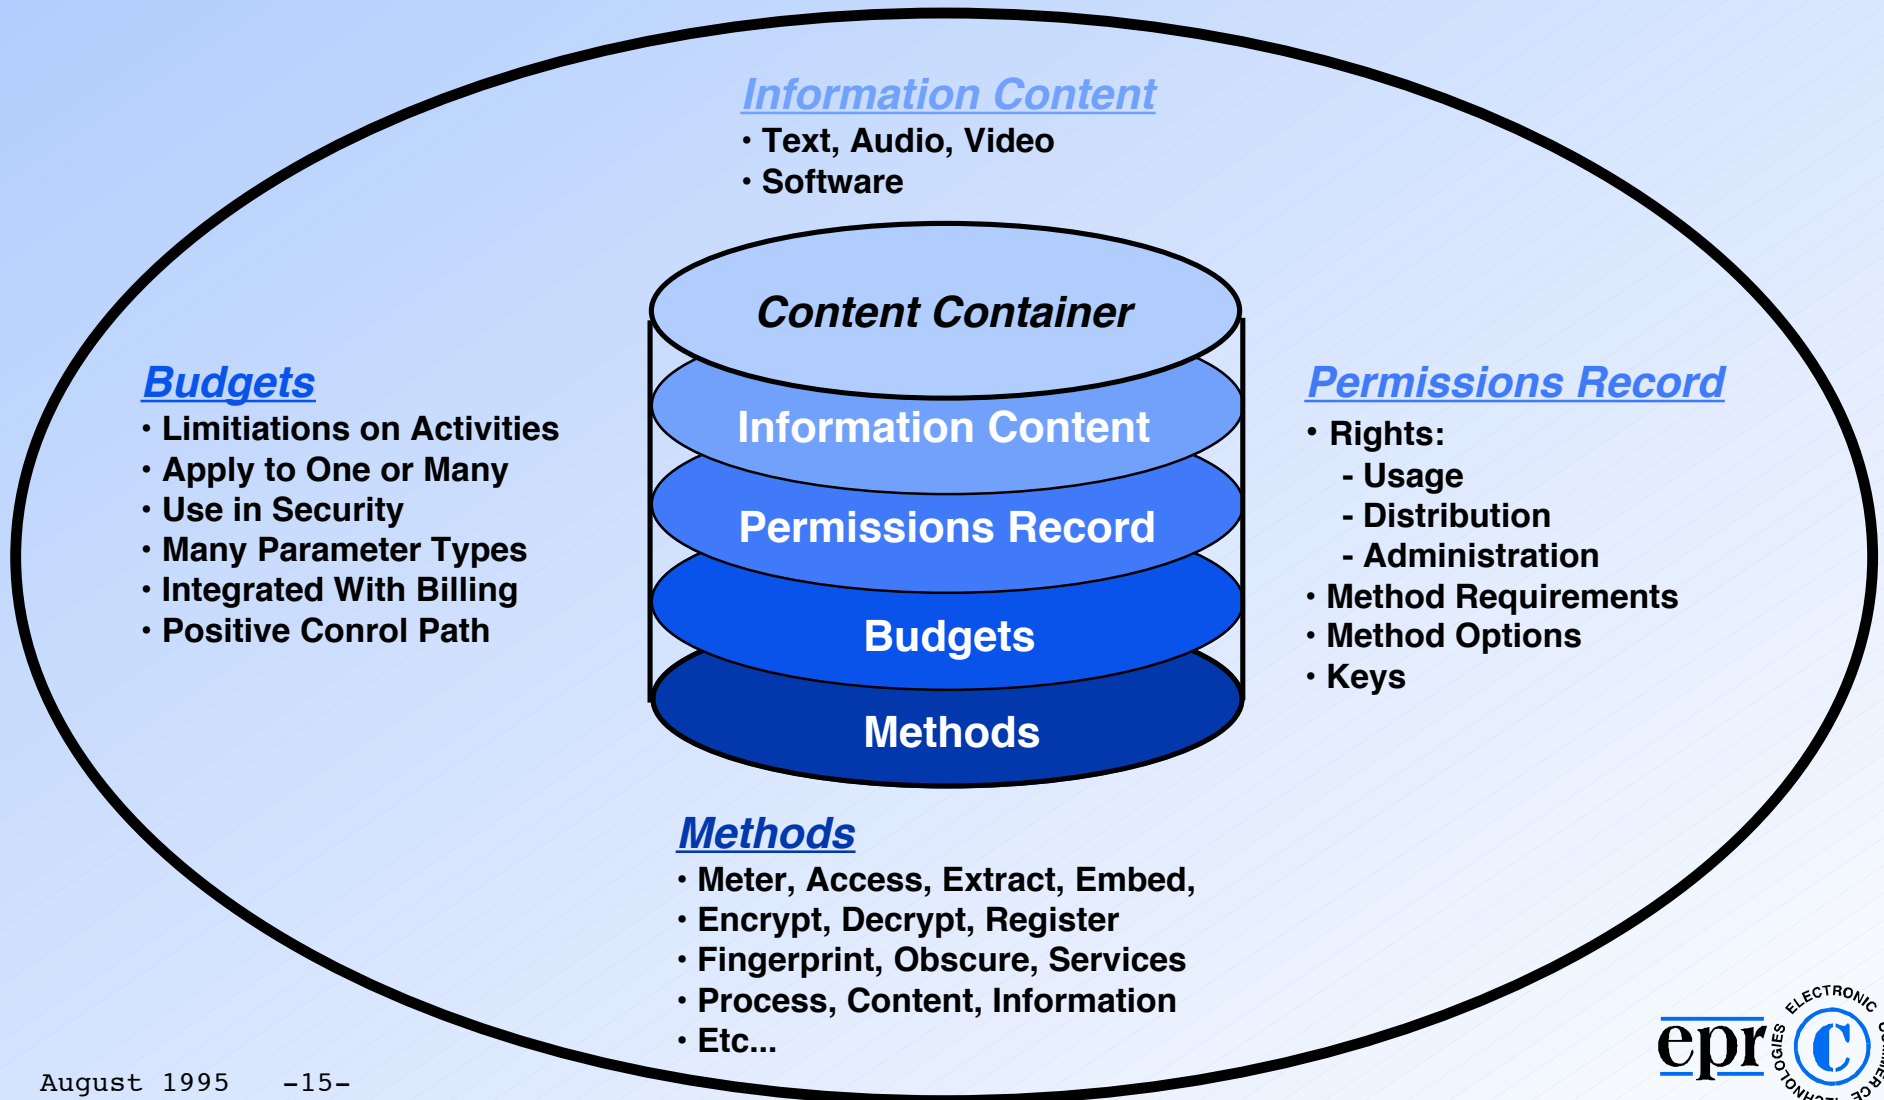 Information Content
• Text, Audio, Video
• Software
Content Container
Information Content
Permissions Record
Budgets
Methods
Budgets
• Limitiations on Activities
• Apply to One or Many
• Use in Security
• Many Parameter Types
• Integrated With Billing
• Positive Conrol Path
Permissions Record
• Rights:
- Usage
- Distribution
- Administration
• Method Requirements
• Method Options
• Keys
Methods
• Meter, Access, Extract, Embed,
• Encrypt, Decrypt, Register
• Fingerprint, Obscure, Services
• Process, Content, Information
• Etc...
August 1995 -15-
epr
C
ELECTRONIC